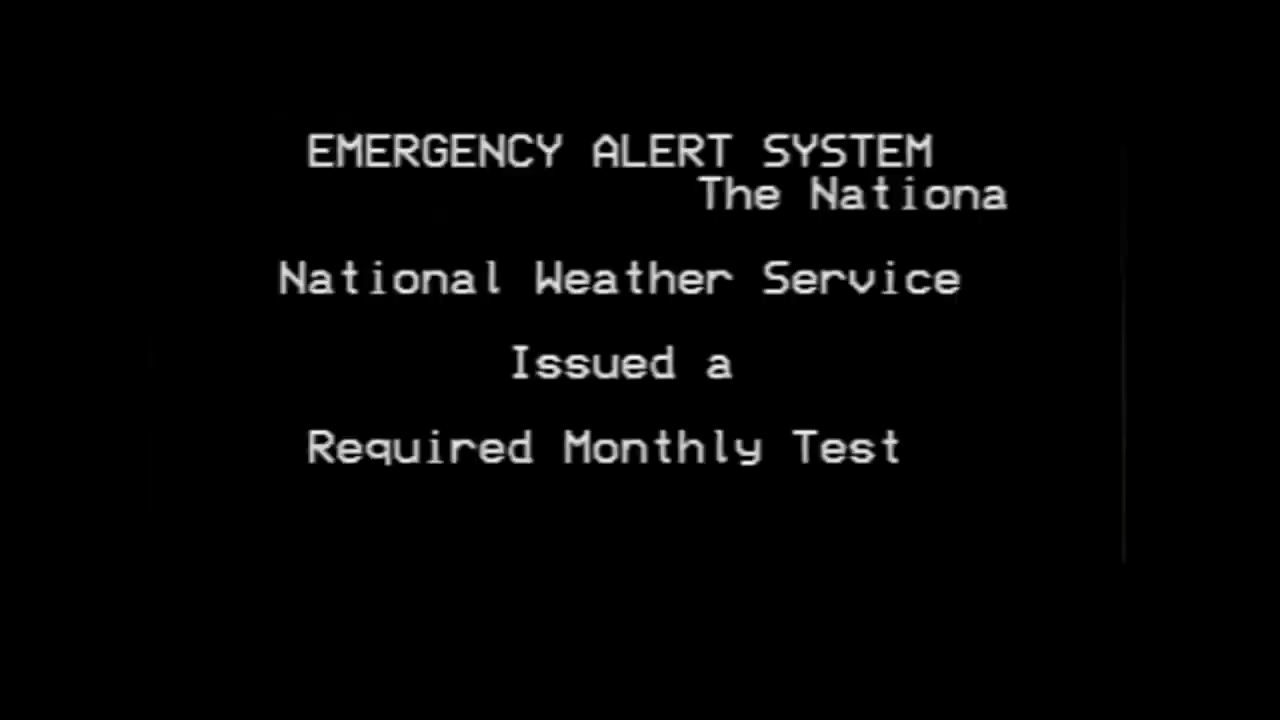 EMERGENCY ALERT SYSTEM
The Nationa
National Weather Service
Issued a
Required Monthly Test